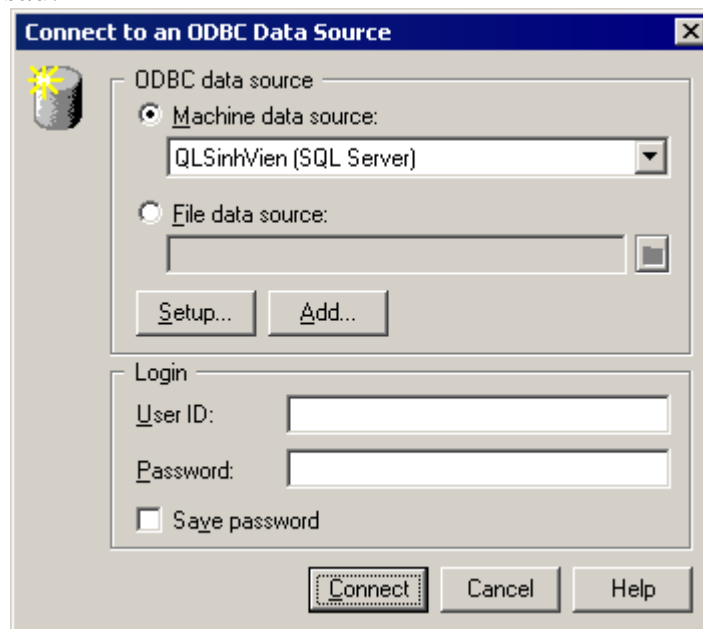 Connect to an ODBC Data Source
ODBC data source
Machine data source:
QLSinhVien (SQL Server)
File data source:
Setup... Add...
Login
User ID:
Password:
Save password
Connect Cancel Help